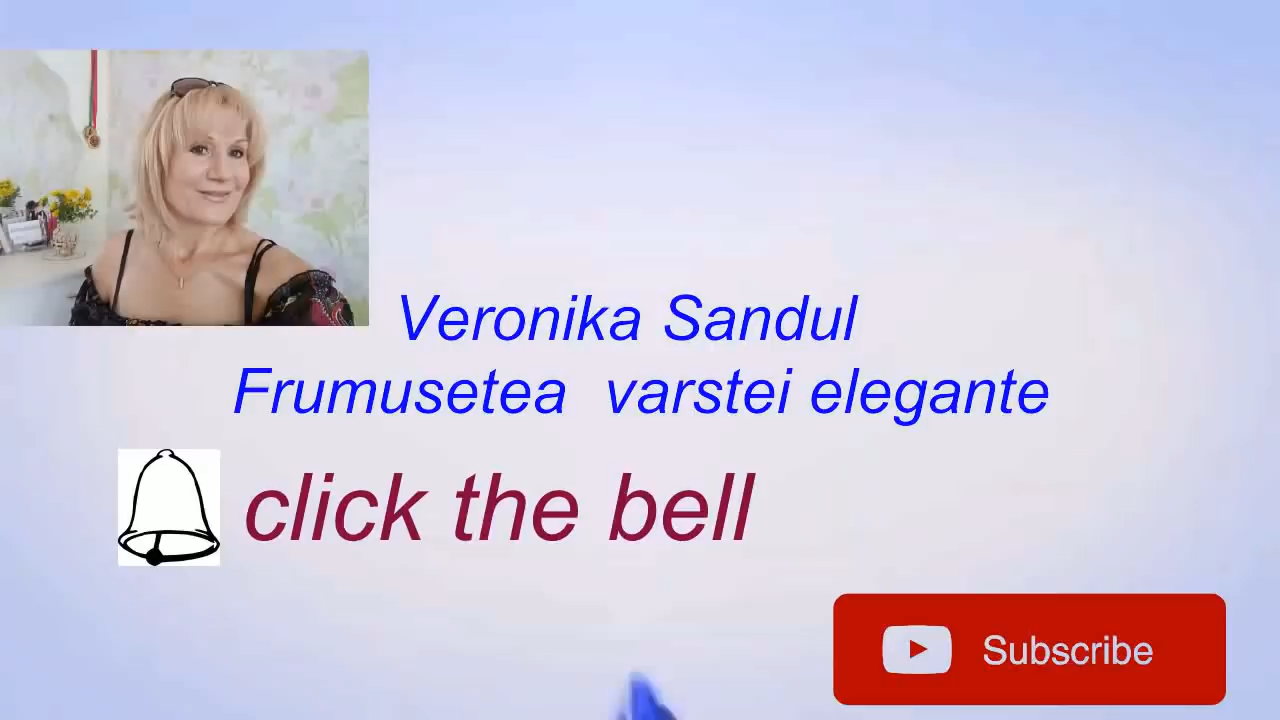 Veronika Sandul
Frumusetea varstei elegante
click the bell
Subscribe